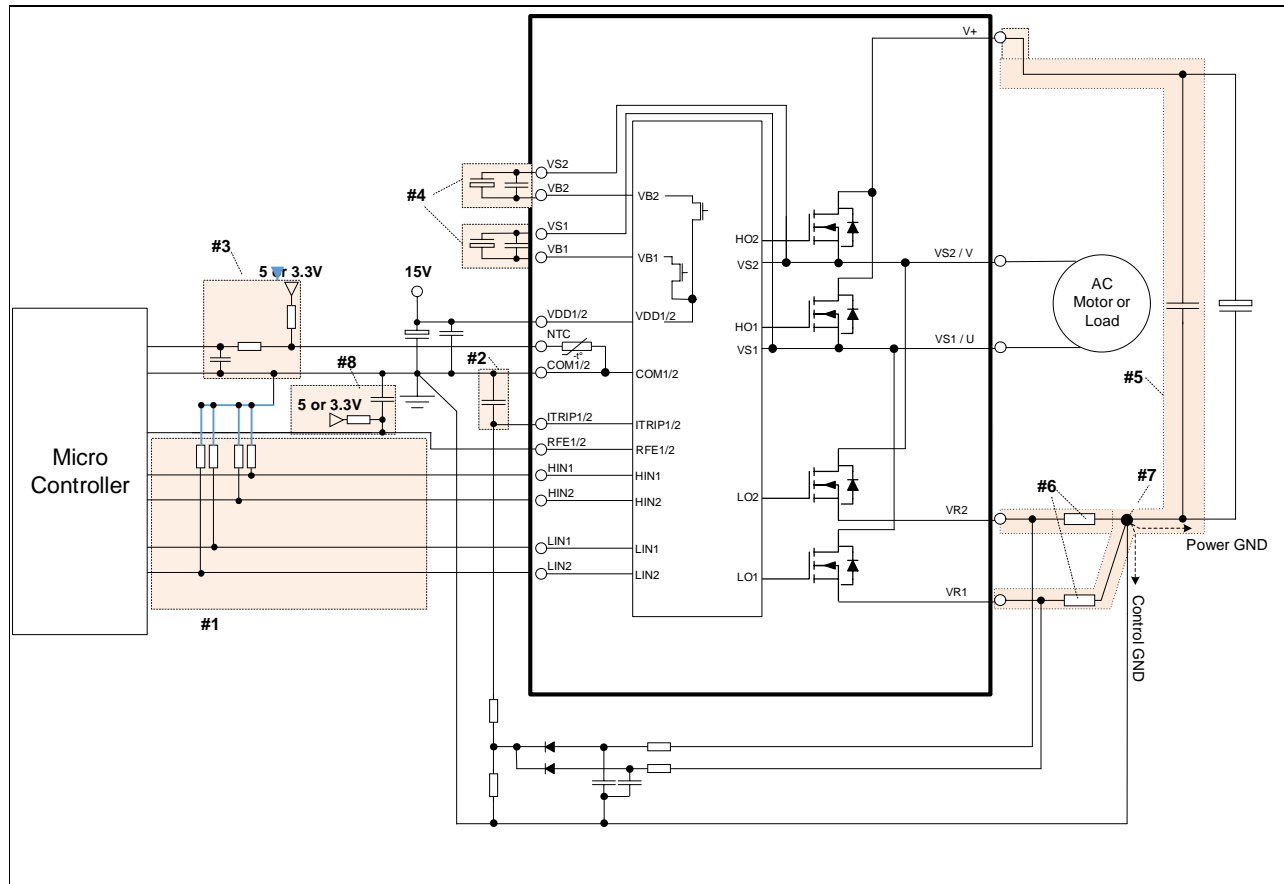 V+
VS2
VB2
#4
VS1
VB1
#3
5 or 3.3V
15V
VDD1/2
NTC
-t°
COM1/2
#2
#8
5 or 3.3V
ITRIP1/2
RFE1/2
HIN1
HIN2
LIN1
LIN2
Micro
Controller
#1
VB2
VB1
VDD1/2
COM1/2
ITRIP1/2
RFE1/2
HIN1
HIN2
LIN1
LIN2
HO2
VS2
HO1
VS1
LO2
LO1
VS2 / V
VS1 / U
VR2
VR1
AC
Motor or
Load
#5
#6
#7
Power GND
Control GND